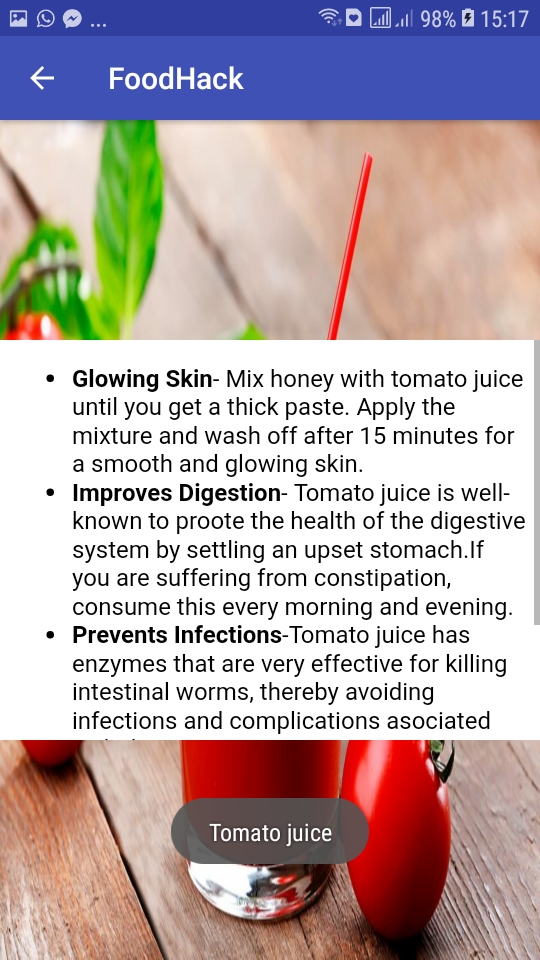 ... 98% 15:17
FoodHack
• Glowing Skin- Mix honey with tomato juice
until you get a thick paste. Apply the
mixture and wash off after 15 minutes for
a smooth and glowing skin.
• Improves Digestion- Tomato juice is well-
known to proote the health of the digestive
system by settling an upset stomach.If
you are suffering from constipation,
consume this every morning and evening.
• Prevents Infections-Tomato juice has
enzymes that are very effective for killing
intestinal worms, thereby avoiding
infections and complications asociated
Tomato juice